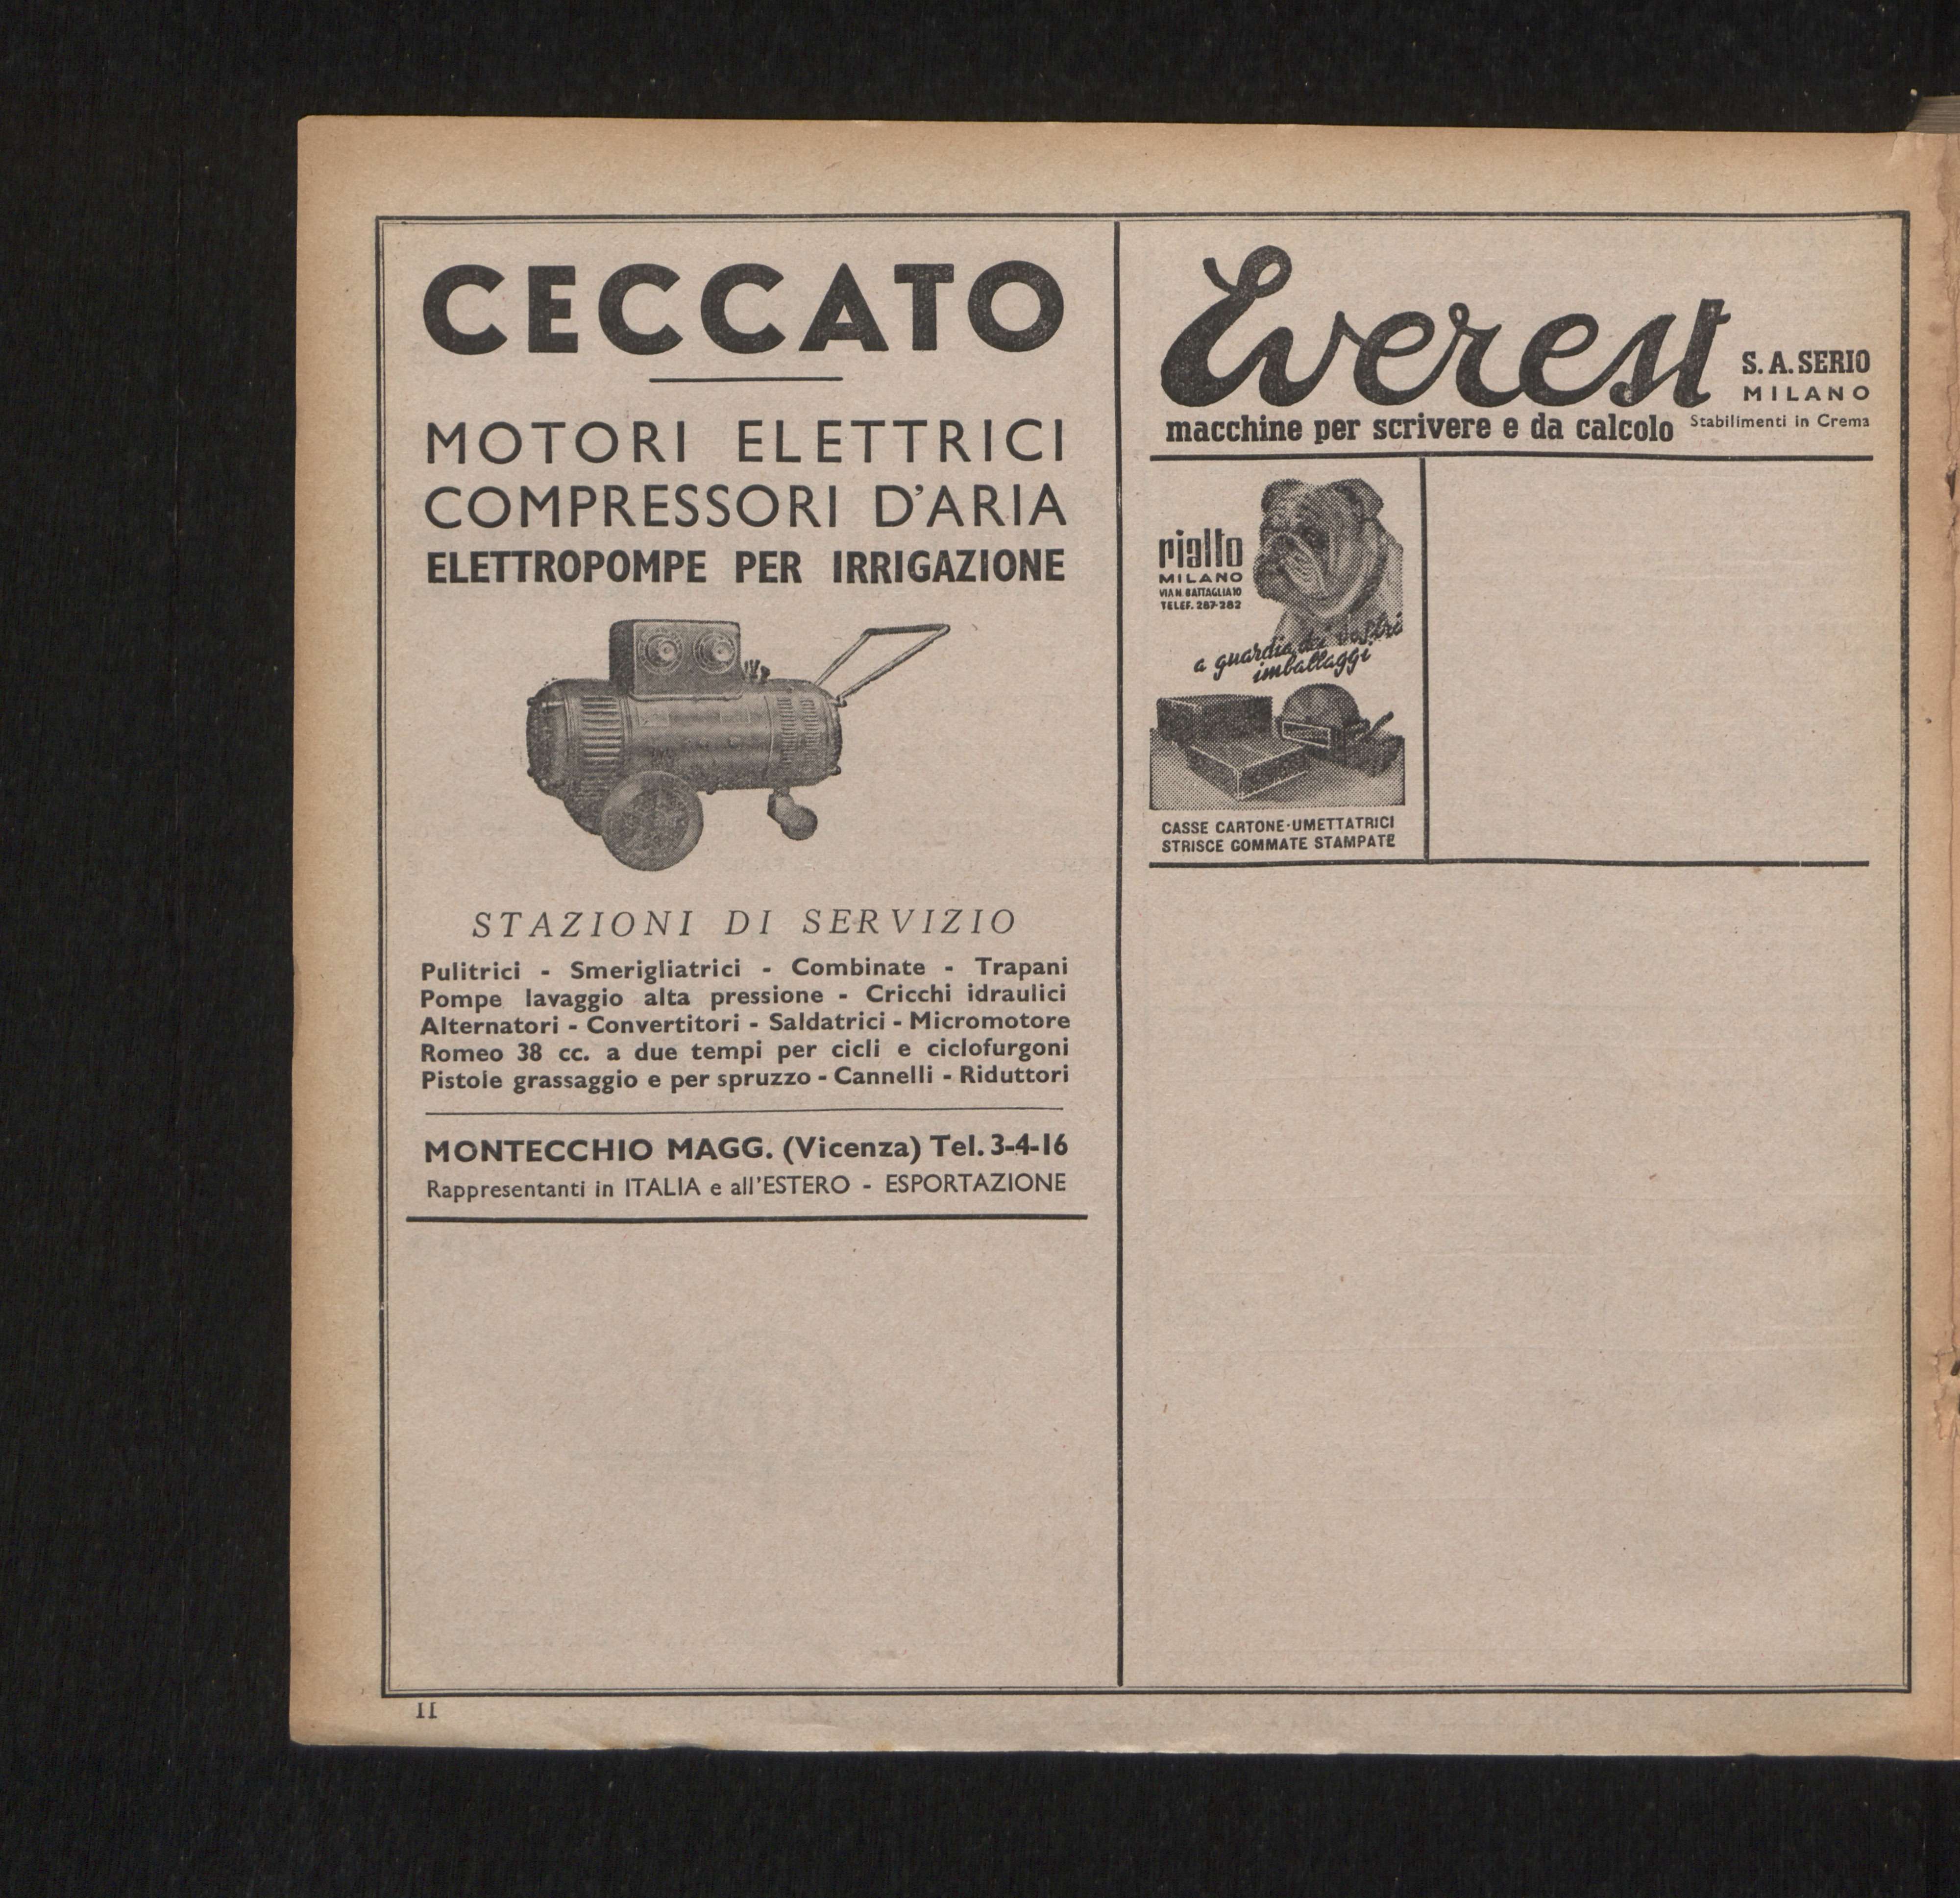 CECCATO
MOTORI ELETTRICI
COMPRESSORI D'ARIA
ELETTROPOMPE PER IRRIGAZIONE
STAZIONI DI SERVIZIO
Pulitrici - Smerigliatrici - Combinate - Trapani
Pompe lavaggio alta pressione - Cricchi idraulici
Alternatori - Convertitori - Saldatrici - Micromotore
Romeo 38 cc. a due tempi per cicli e ciclofurgoni
Pistole grassaggio e per spruzzo - Cannelli - Riduttori
MONTECCHIO MAGG. (Vicenza) Tel. 3-4-16
Rappresentanti in ITALIA e all'ESTERO - ESPORTAZIONE
Everest
S. A. SERIO
MILANO
Stabilimenti in Crema
macchine per scrivere e da calcolo
rialto
MILANO
VIA N. BATTAGLIA 10
TELEF. 287-282
a guardia dei vostri
imballaggi
CASSE CARTONE-UMETTATRICI
STRISCE GOMMATE STAMPATE
II